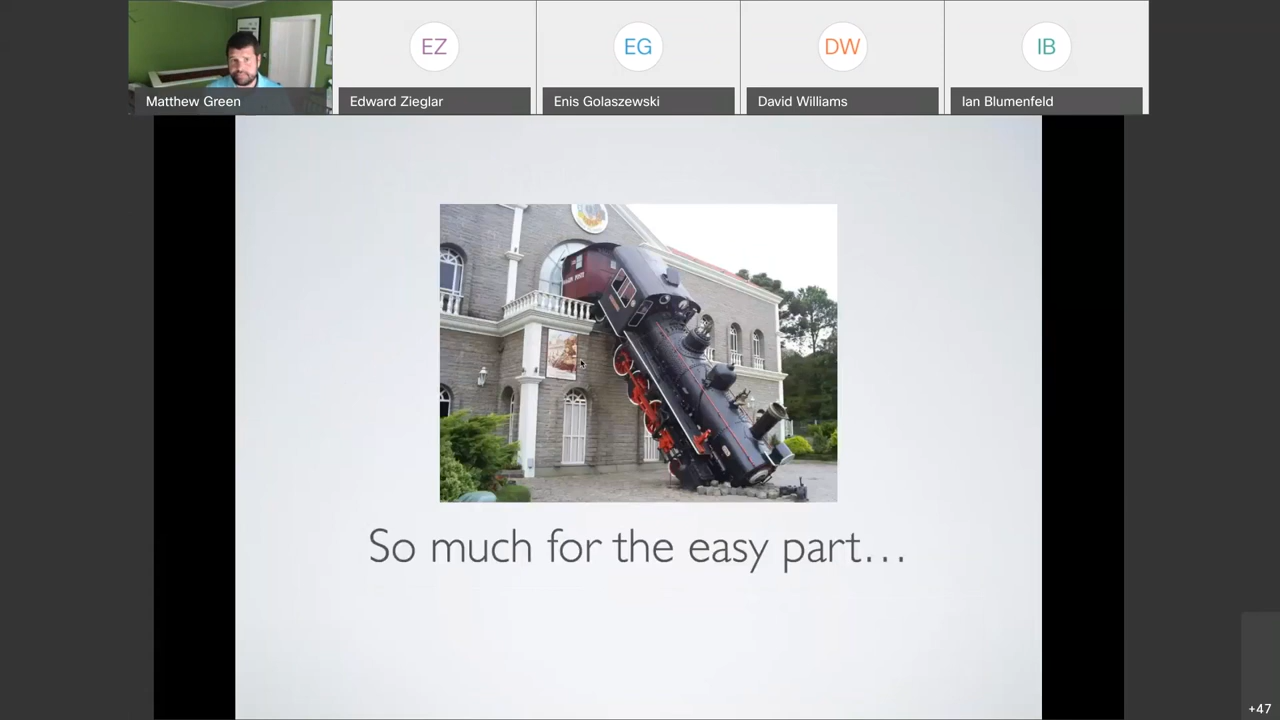 EZ
EG
DW
IB
Matthew Green
Edward Zieglar
Enis Golaszewski
David Williams
Ian Blumenfeld
So much for the easy part...
+47